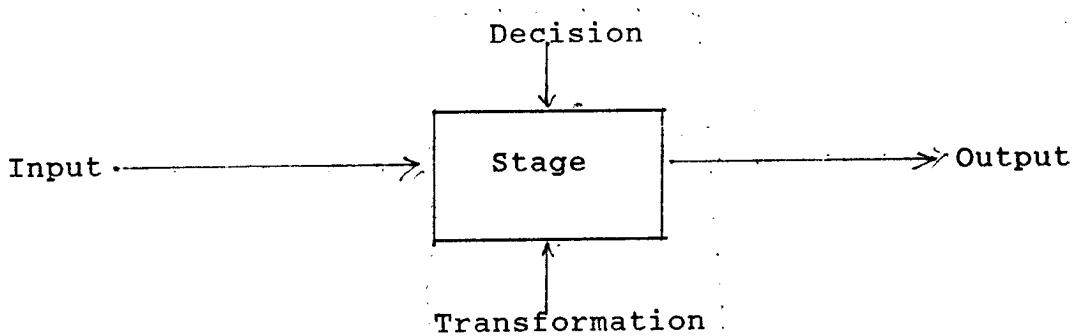 Decision
Input
Stage
Output
Transformation